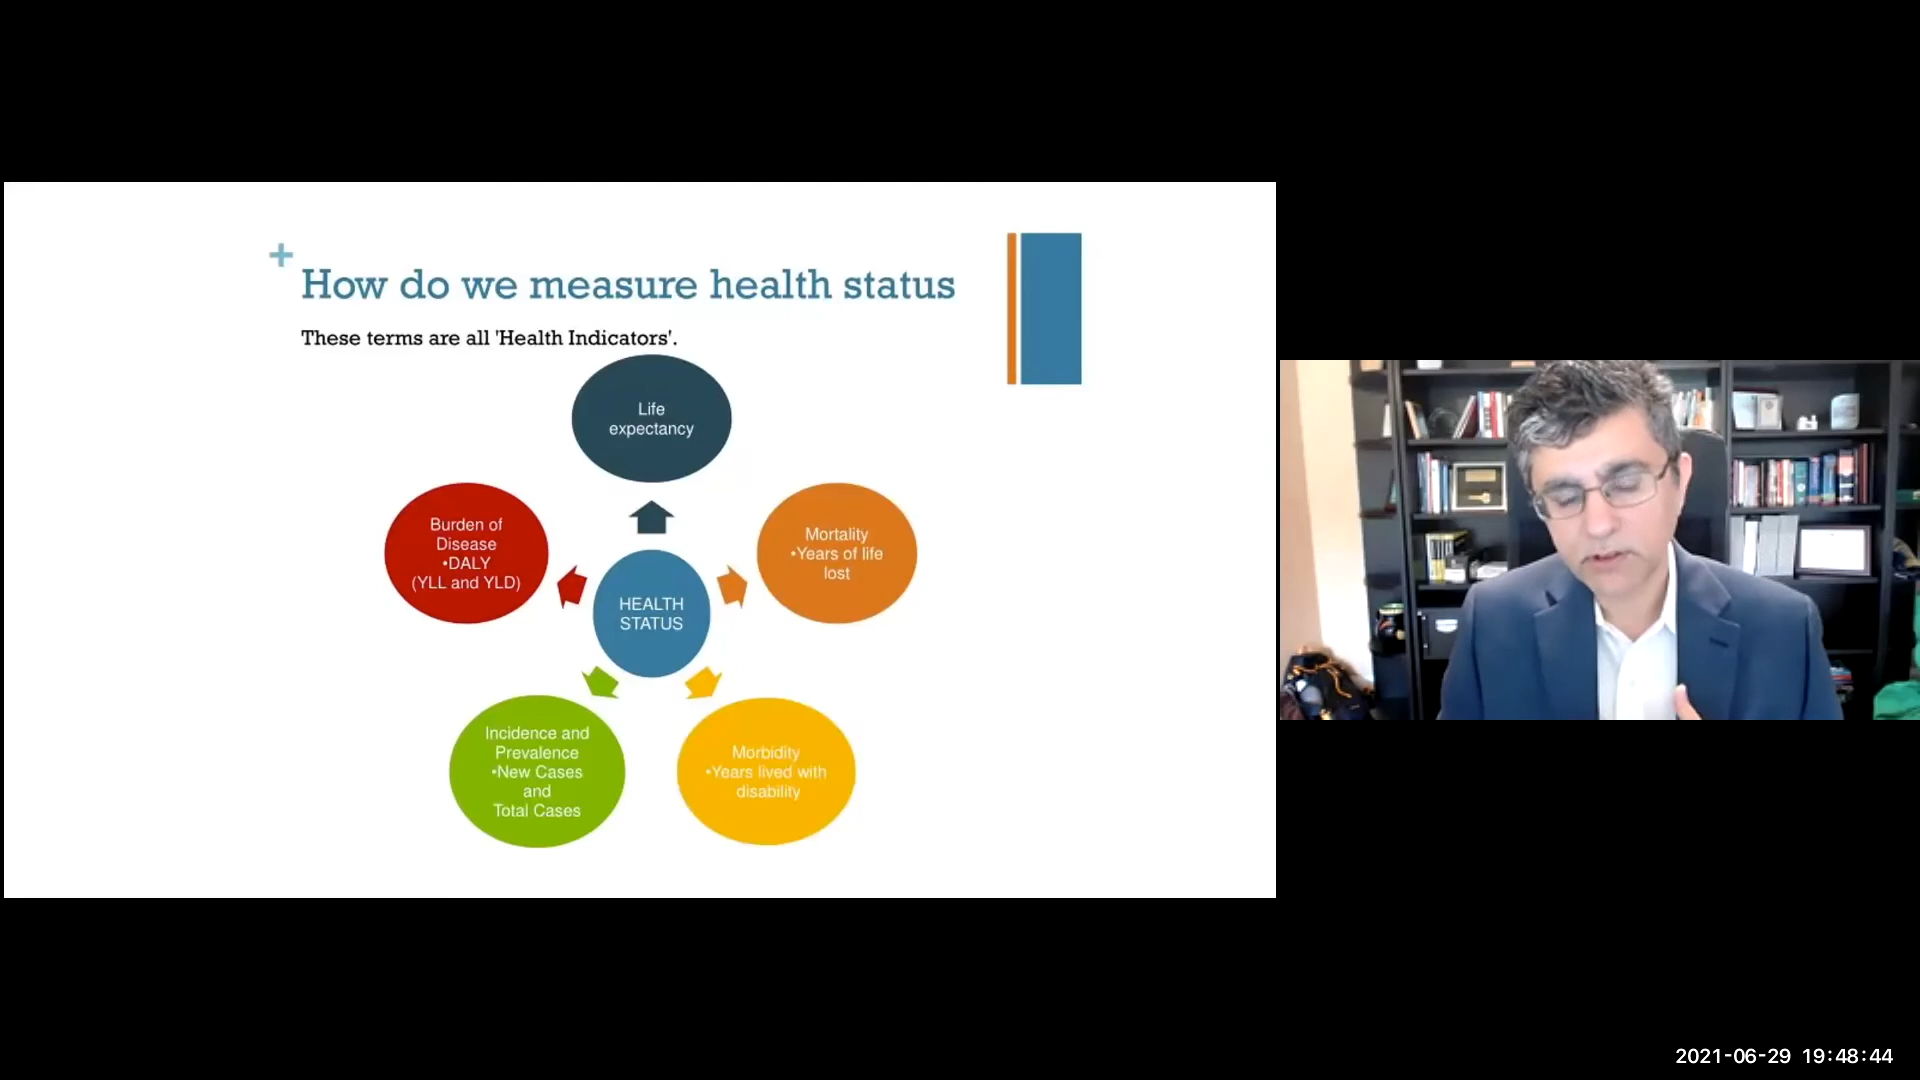 +
How do we measure health status
These terms are all 'Health Indicators'.
Life
expectancy
Burden of
Disease
•DALY
(YLL and YLD)
Mortality
•Years of life
lost
HEALTH
STATUS
Incidence and
Prevalence
•New Cases
and
Total Cases
Morbidity
•Years lived with
disability
2021-06-29 19:48:44